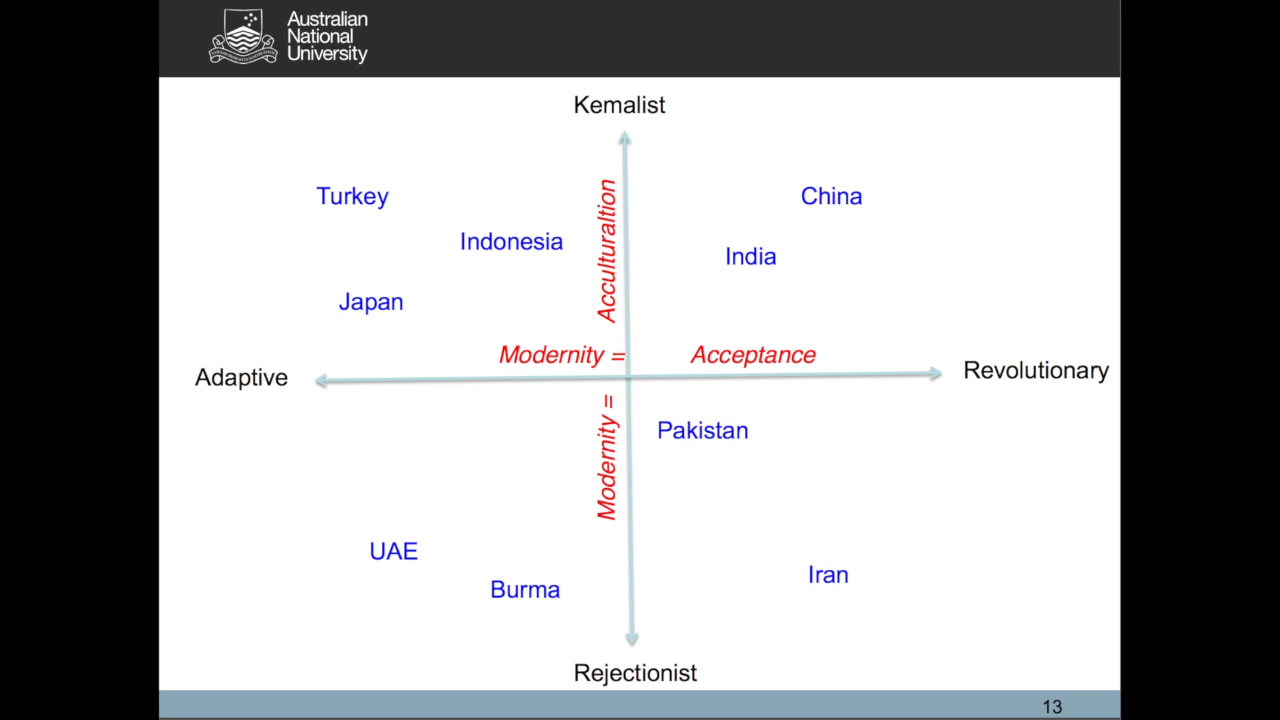 Australian
National
University
Kemalist
Turkey
China
Indonesia
India
Japan
Modernity = Acculturaltion
Modernity = Acceptance
Adaptive
Revolutionary
Pakistan
UAE
Burma
Iran
Rejectionist
13